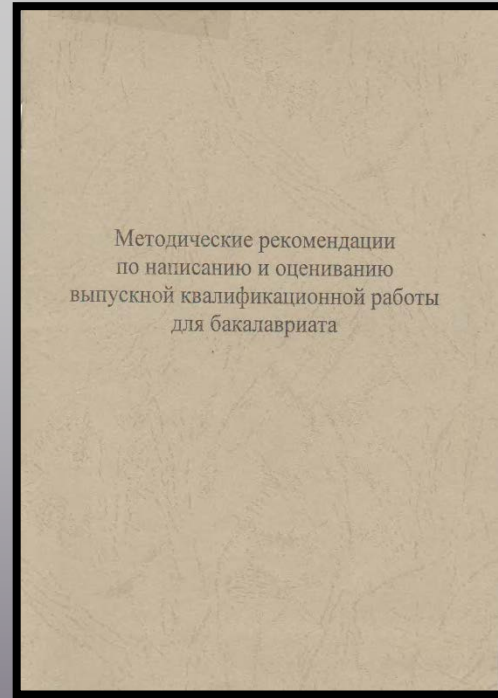 Методические рекомендации
по написанию и оцениванию
выпускной квалификационной работы
для бакалавриата